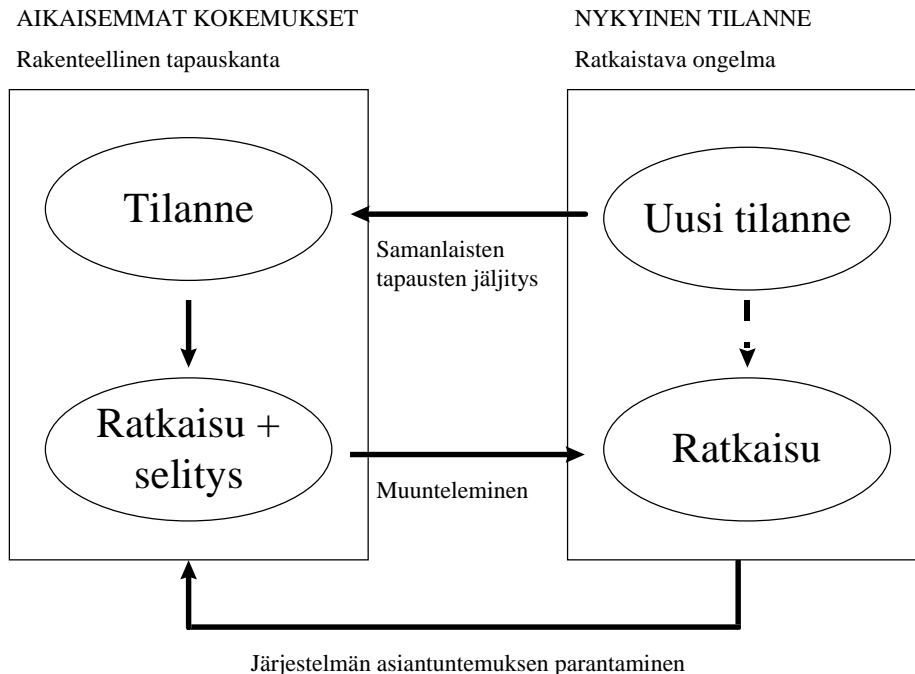 AIKAISEMMAT KOKEMUKSET
Rakenteellinen tapauskanta
NYKYINEN TILANNE
Ratkaistava ongelma
Tilanne
Uusi tilanne
Samanlaisten
tapausten jäljitys
Ratkaisu +
selitys
Ratkaisu
Muunteleminen
Järjestelmän asiantuntemuksen parantaminen